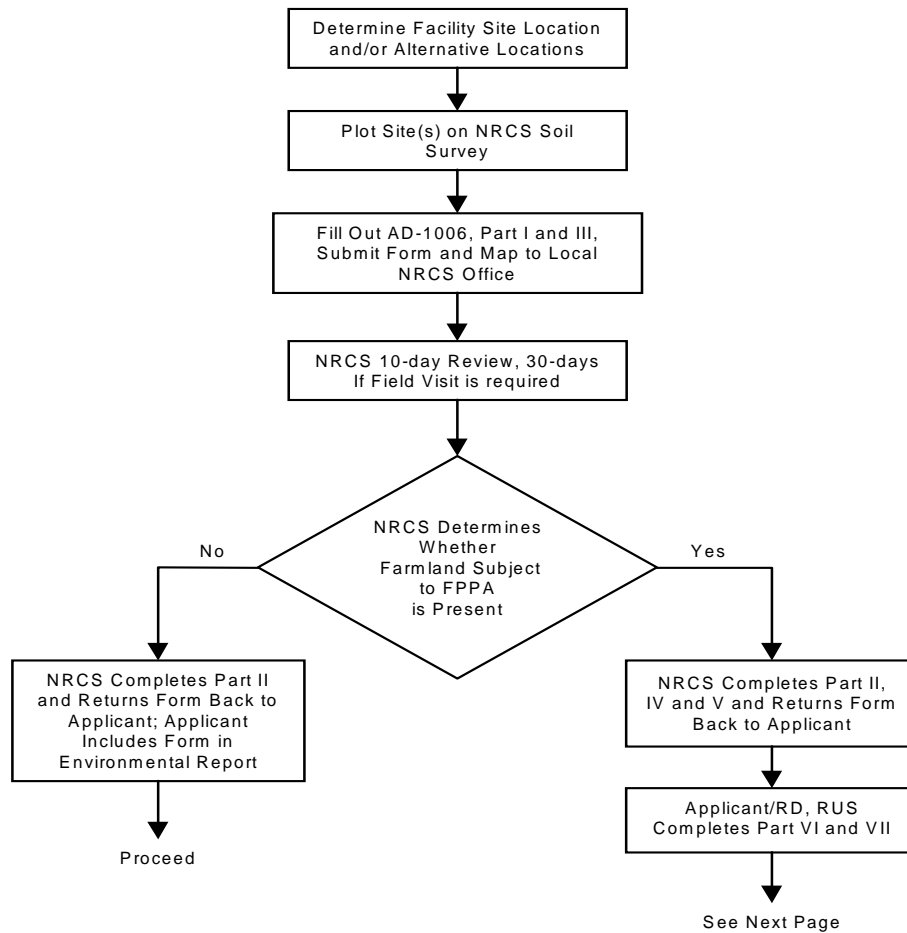 Determine Facility Site Location
and/or Alternative Locations
Plot Site(s) on NRCS Soil
Survey
Fill Out AD-1006, Part I and III,
Submit Form and Map to Local
NRCS Office
NRCS 10-day Review, 30-days
If Field Visit is required
NRCS Determines
Whether
Farmland Subject
to FPPA
is Present
No
Yes
NRCS Completes Part II
and Returns Form Back to
Applicant; Applicant
Includes Form in
Environmental Report
Proceed
NRCS Completes Part II,
IV and V and Returns Form
Back to Applicant
Applicant/RD, RUS
Completes Part VI and VII
See Next Page